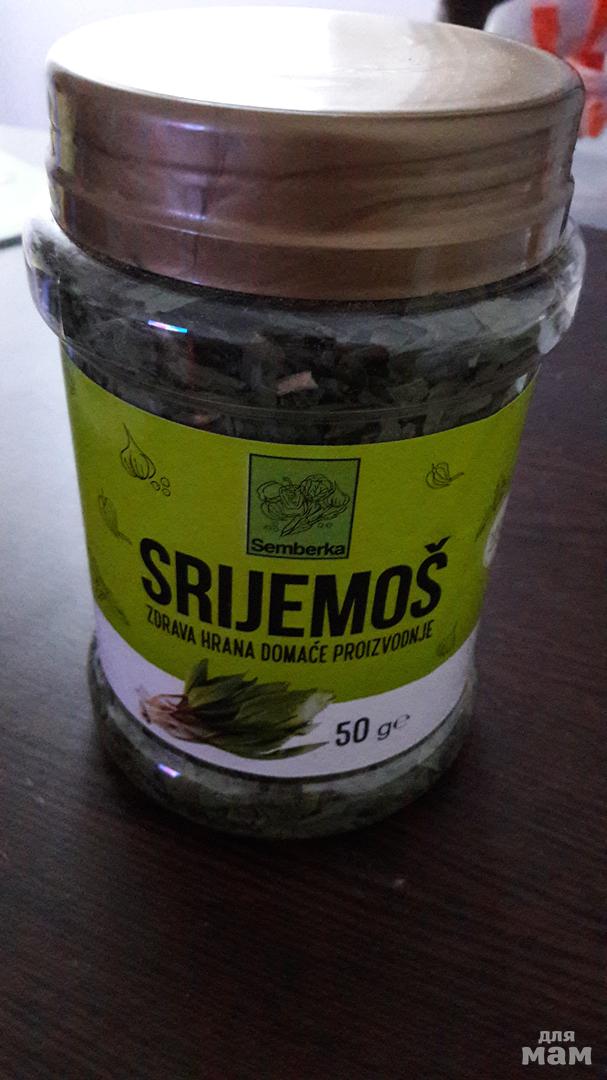 Semberka
SRIJEMOŠ
ZDRAVA HRANA DOMAĆE PROIZVODNJE
50 g℮
для
мам